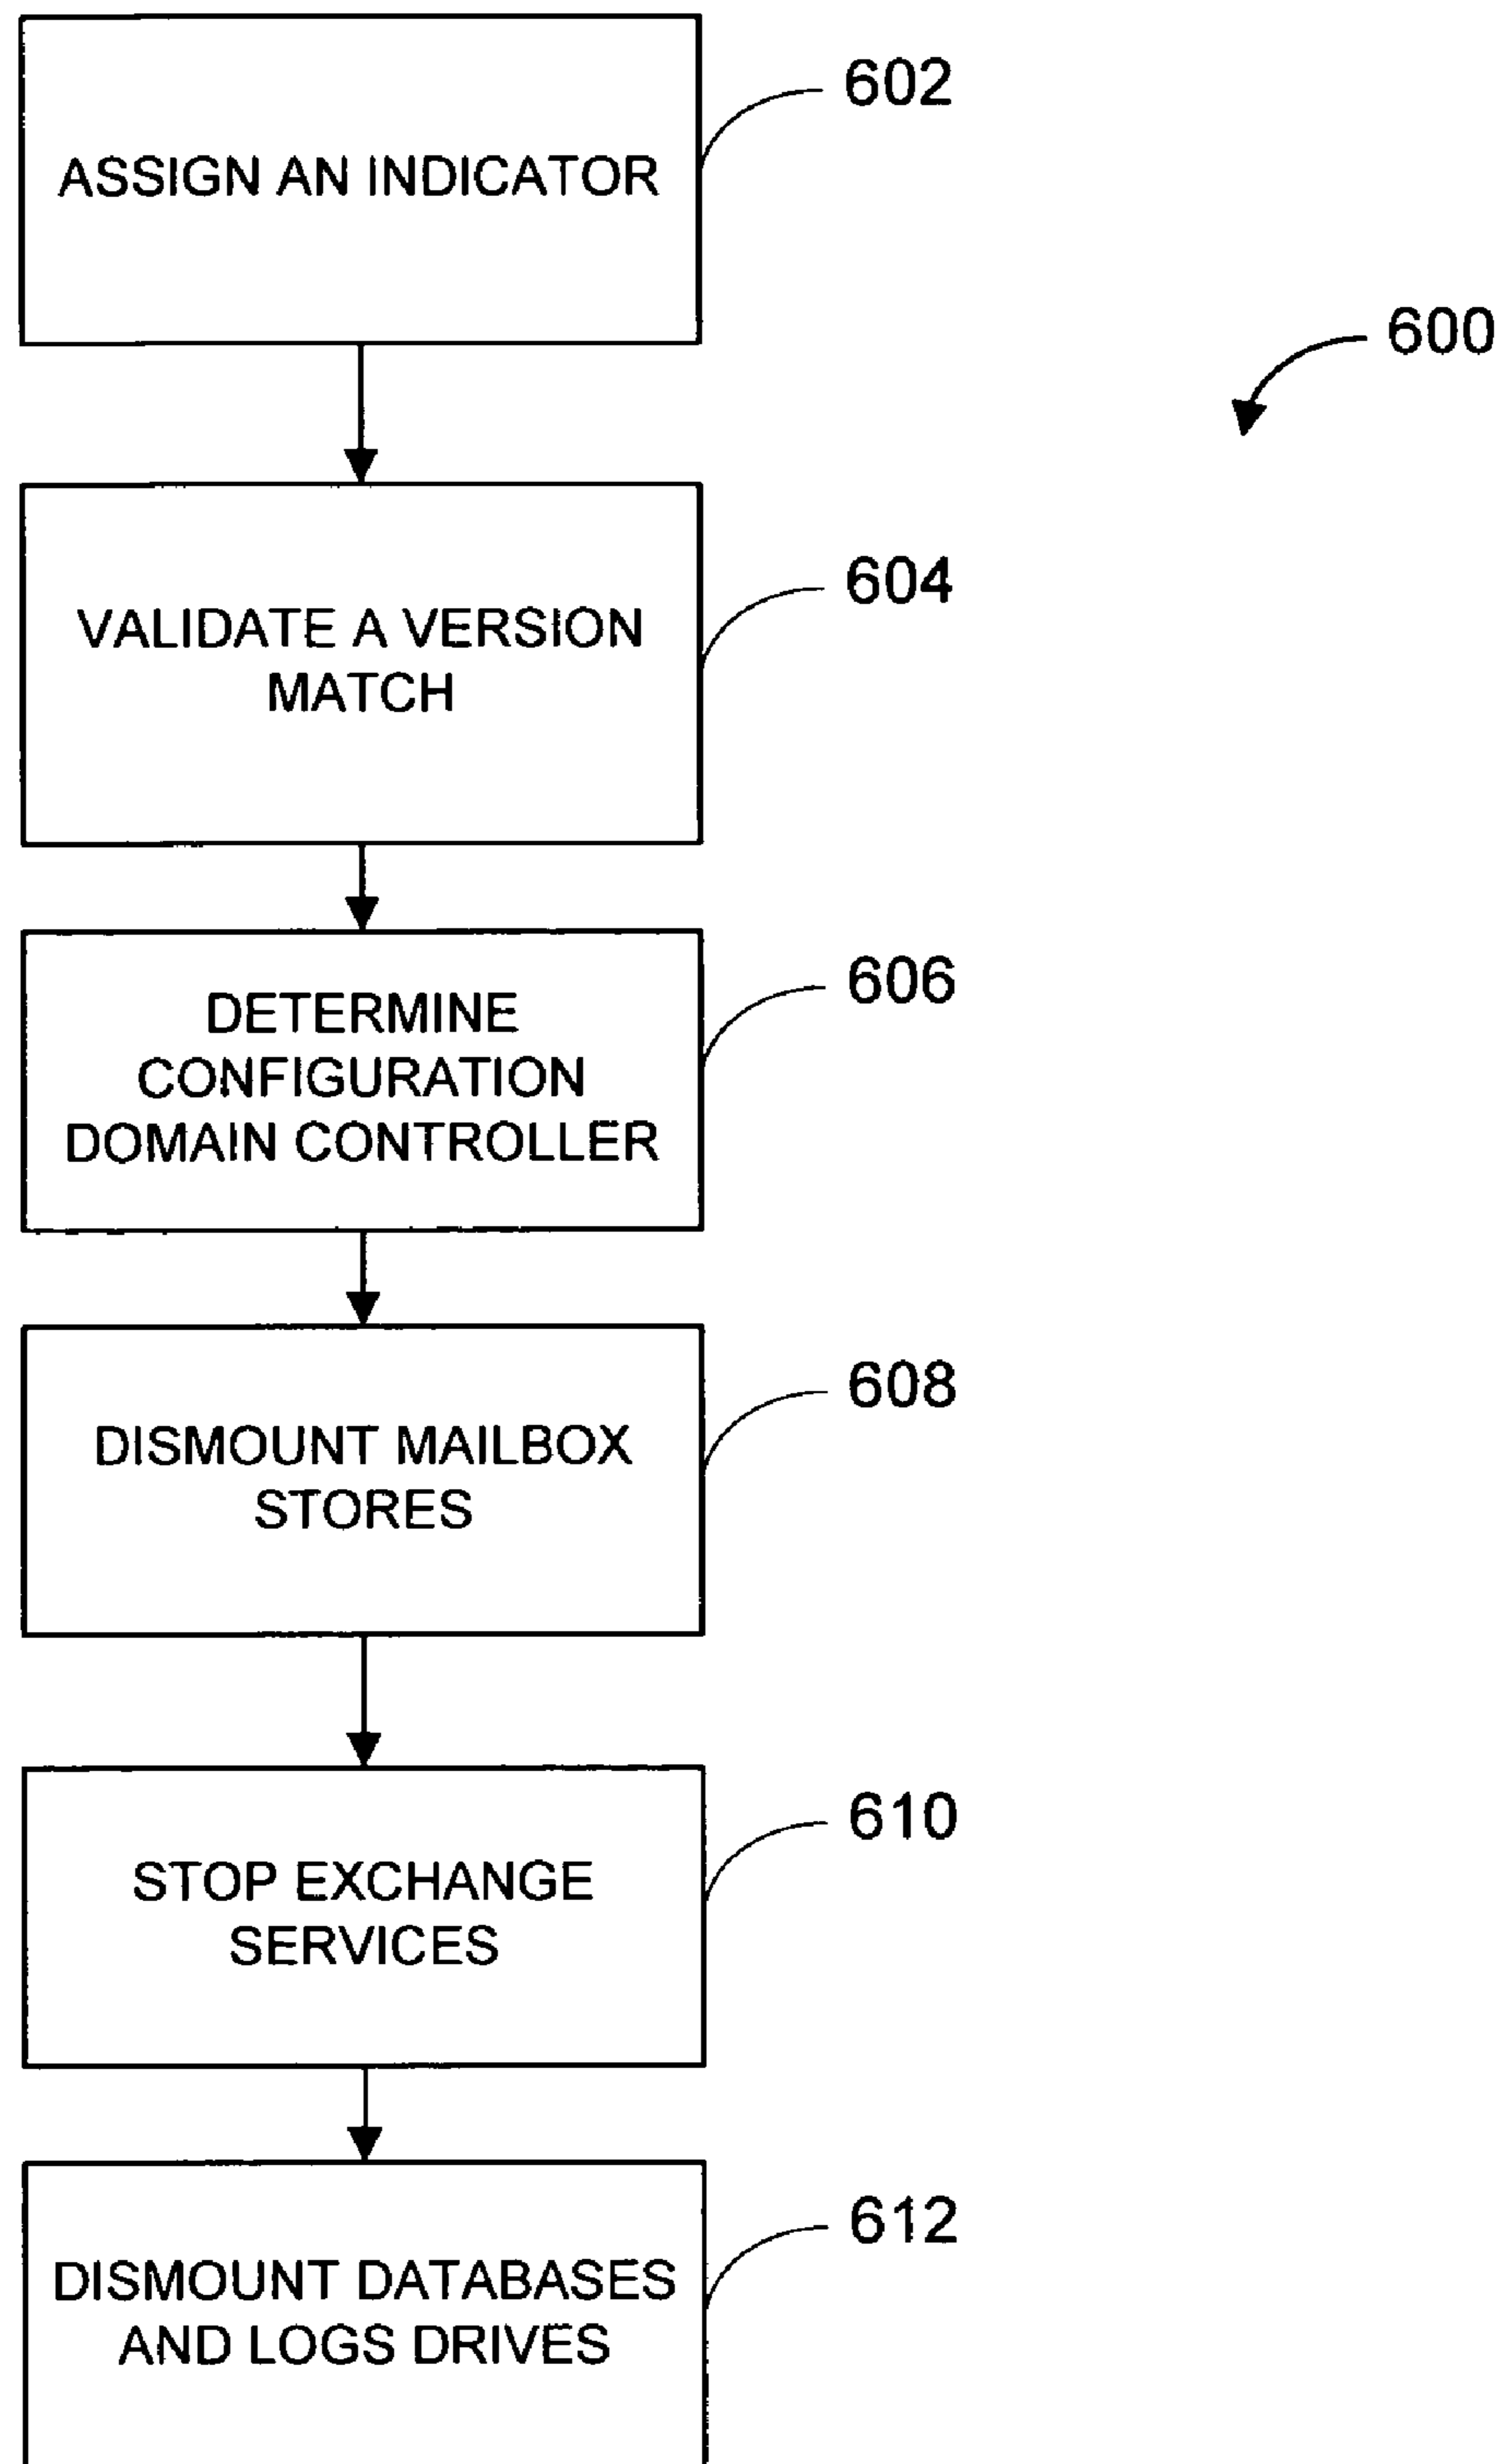 602
ASSIGN AN INDICATOR
600
604
VALIDATE A VERSION
MATCH
606
DETERMINE
CONFIGURATION
DOMAIN CONTROLLER
608
DISMOUNT MAILBOX
STORES
610
STOP EXCHANGE
SERVICES
612
DISMOUNT DATABASES
AND LOGS DRIVES